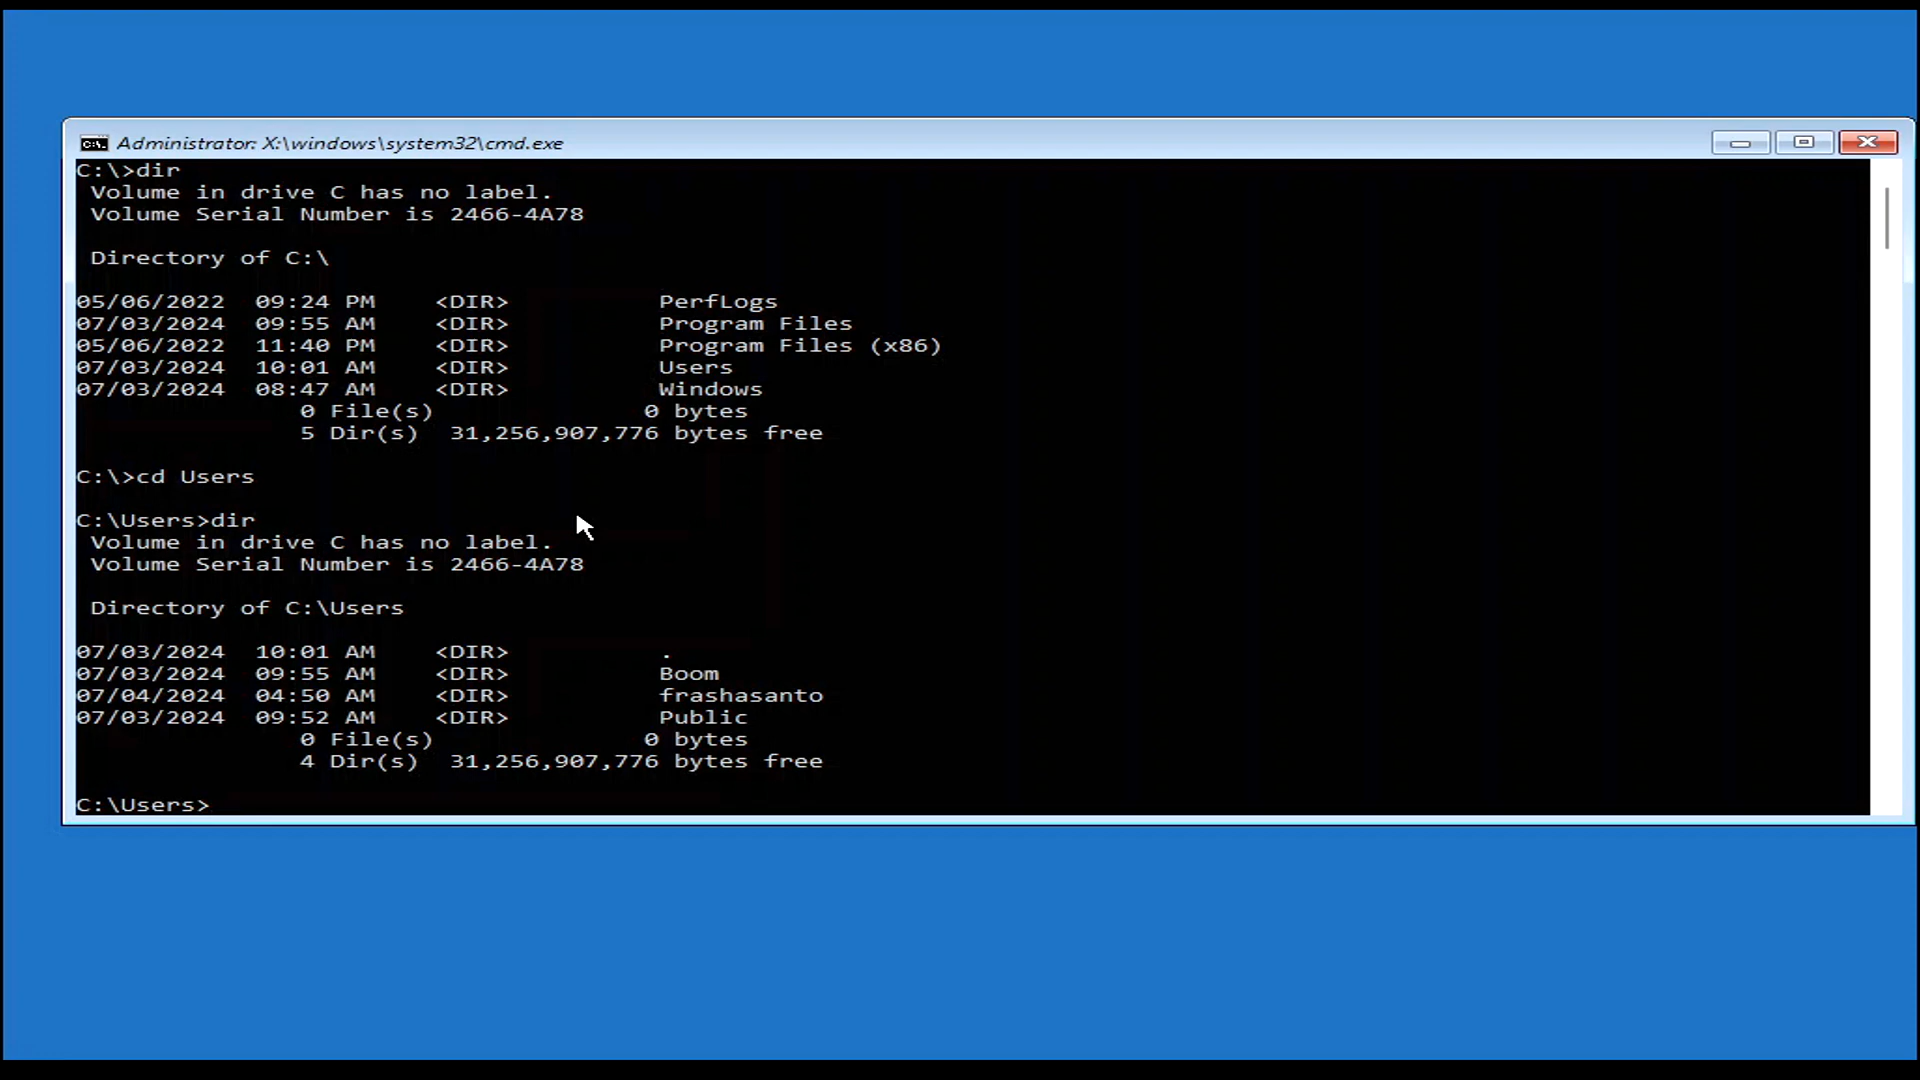 Administrator: X:\windows\system32\cmd.exe
C:\>dir
Volume in drive C has no label.
Volume Serial Number is 2466-4A78
Directory of C:\
05/06/2022 09:24 PM <DIR> PerfLogs
07/03/2024 09:55 AM <DIR> Program Files
05/06/2022 11:40 PM <DIR> Program Files (x86)
07/03/2024 10:01 AM <DIR> Users
07/03/2024 08:47 AM <DIR> Windows
0 File(s) 0 bytes
5 Dir(s) 31,256,907,776 bytes free
C:\>cd Users
C:\Users>dir
Volume in drive C has no label.
Volume Serial Number is 2466-4A78
Directory of C:\Users
07/03/2024 10:01 AM <DIR> .
07/03/2024 09:55 AM <DIR> Boom
07/04/2024 04:50 AM <DIR> frashasanto
07/03/2024 09:52 AM <DIR> Public
0 File(s) 0 bytes
4 Dir(s) 31,256,907,776 bytes free
C:\Users>